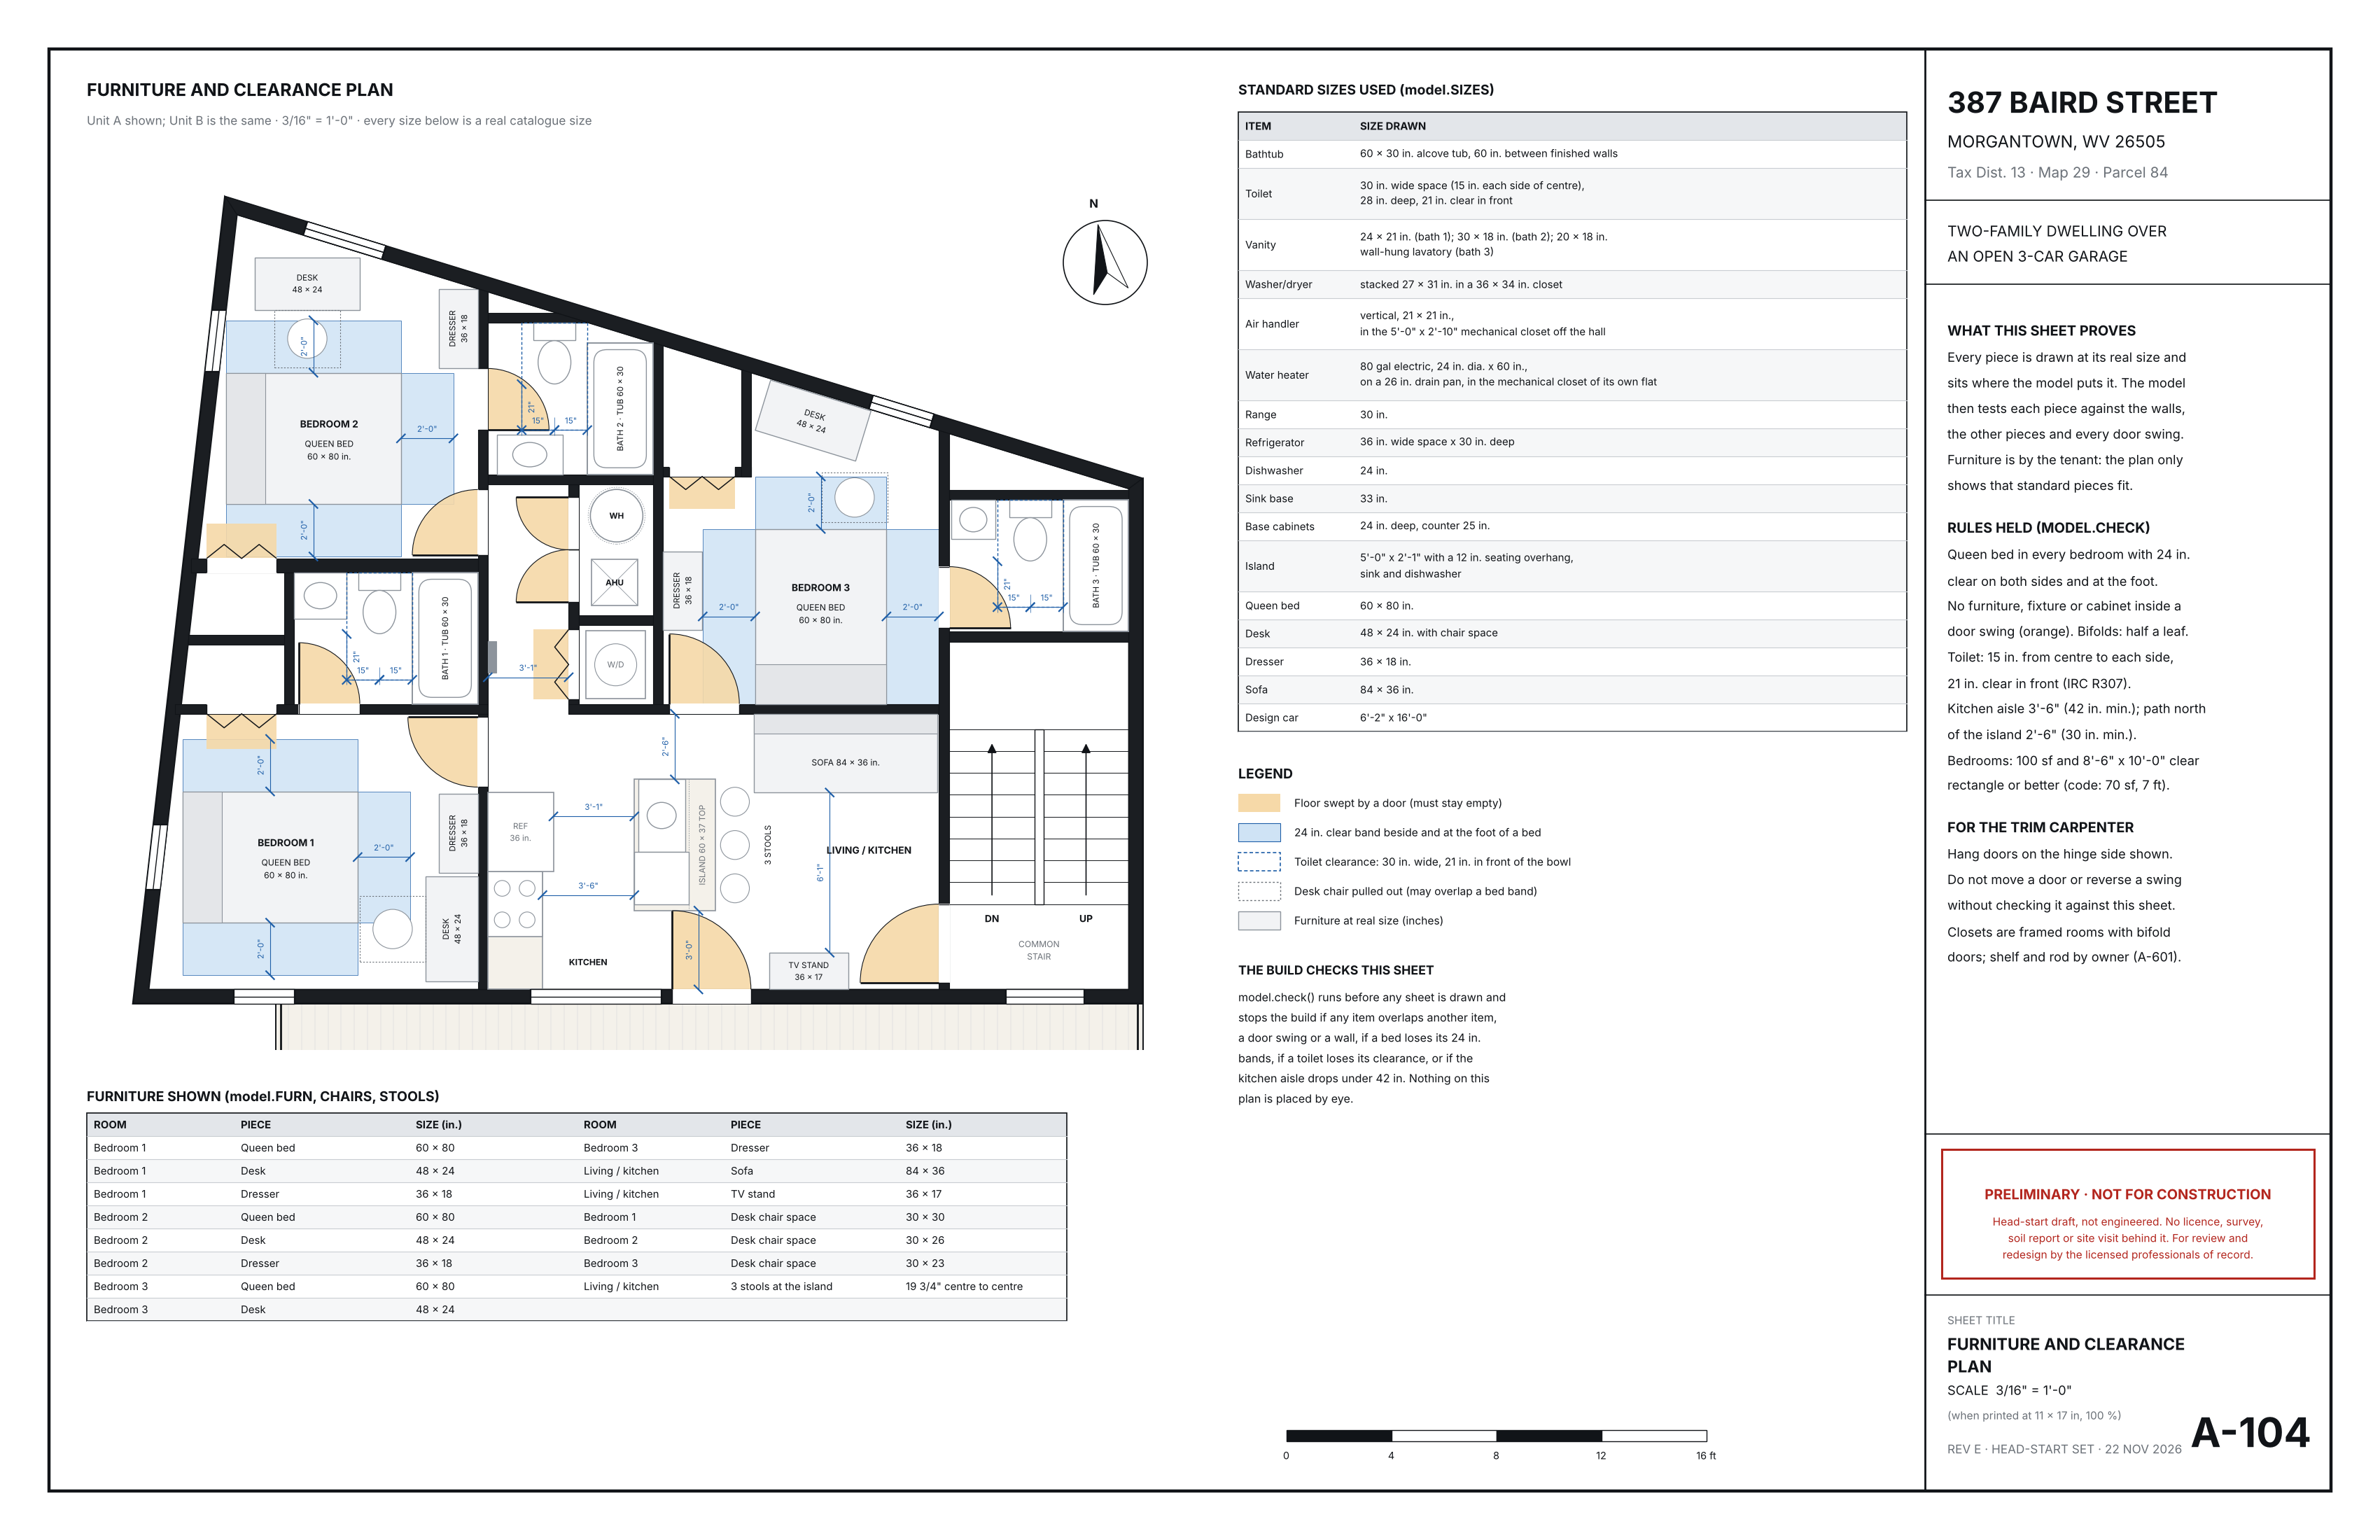 FURNITURE AND CLEARANCE PLAN
Unit A shown; Unit B is the same · 3/16" = 1'-0" · every size below is a real catalogue size
N
DESK
48 × 24
DRESSER
36 × 18
2'-0"
BEDROOM 2
QUEEN BED
60 × 80 in.
2'-0"
2'-0"
21"
15"
15"
BATH 2 · TUB 60 × 30
DESK
48 × 24
WH
AHU
W/D
3'-1"
2'-0"
DRESSER
36 × 18
BEDROOM 3
QUEEN BED
60 × 80 in.
2'-0"
2'-0"
21"
15"
15"
BATH 3 · TUB 60 × 30
21"
15"
15"
BATH 1 · TUB 60 × 30
2'-0"
BEDROOM 1
QUEEN BED
60 × 80 in.
2'-0"
2'-0"
DRESSER
36 × 18
DESK
48 × 24
REF
36 in.
3'-1"
3'-6"
2'-6"
ISLAND 60 × 37 TOP
3 STOOLS
SOFA 84 × 36 in.
LIVING / KITCHEN
6'-1"
3'-0"
KITCHEN
TV STAND
36 × 17
DN
UP
COMMON
STAIR
FURNITURE SHOWN (model.FURN, CHAIRS, STOOLS)
ROOM PIECE SIZE (in.) ROOM PIECE SIZE (in.)
Bedroom 1 Queen bed 60 × 80 Bedroom 3 Dresser 36 × 18
Bedroom 1 Desk 48 × 24 Living / kitchen Sofa 84 × 36
Bedroom 1 Dresser 36 × 18 Living / kitchen TV stand 36 × 17
Bedroom 2 Queen bed 60 × 80 Bedroom 1 Desk chair space 30 × 30
Bedroom 2 Desk 48 × 24 Bedroom 2 Desk chair space 30 × 26
Bedroom 2 Dresser 36 × 18 Bedroom 3 Desk chair space 30 × 23
Bedroom 3 Queen bed 60 × 80 Living / kitchen 3 stools at the island 19 3/4" centre to centre
Bedroom 3 Desk 48 × 24
STANDARD SIZES USED (model.SIZES)
ITEM SIZE DRAWN
Bathtub 60 × 30 in. alcove tub, 60 in. between finished walls
Toilet 30 in. wide space (15 in. each side of centre),
28 in. deep, 21 in. clear in front
Vanity 24 × 21 in. (bath 1); 30 × 18 in. (bath 2); 20 × 18 in.
wall-hung lavatory (bath 3)
Washer/dryer stacked 27 × 31 in. in a 36 × 34 in. closet
Air handler vertical, 21 × 21 in.,
in the 5'-0" x 2'-10" mechanical closet off the hall
Water heater 80 gal electric, 24 in. dia. x 60 in.,
on a 26 in. drain pan, in the mechanical closet of its own flat
Range 30 in.
Refrigerator 36 in. wide space x 30 in. deep
Dishwasher 24 in.
Sink base 33 in.
Base cabinets 24 in. deep, counter 25 in.
Island 5'-0" x 2'-1" with a 12 in. seating overhang,
sink and dishwasher
Queen bed 60 × 80 in.
Desk 48 × 24 in. with chair space
Dresser 36 × 18 in.
Sofa 84 × 36 in.
Design car 6'-2" x 16'-0"
LEGEND
Floor swept by a door (must stay empty)
24 in. clear band beside and at the foot of a bed
Toilet clearance: 30 in. wide, 21 in. in front of the bowl
Desk chair pulled out (may overlap a bed band)
Furniture at real size (inches)
THE BUILD CHECKS THIS SHEET
model.check() runs before any sheet is drawn and
stops the build if any item overlaps another item,
a door swing or a wall, if a bed loses its 24 in.
bands, if a toilet loses its clearance, or if the
kitchen aisle drops under 42 in. Nothing on this
plan is placed by eye.
0 4 8 12 16 ft
387 BAIRD STREET
MORGANTOWN, WV 26505
Tax Dist. 13 · Map 29 · Parcel 84
TWO-FAMILY DWELLING OVER
AN OPEN 3-CAR GARAGE
WHAT THIS SHEET PROVES
Every piece is drawn at its real size and
sits where the model puts it. The model
then tests each piece against the walls,
the other pieces and every door swing.
Furniture is by the tenant: the plan only
shows that standard pieces fit.
RULES HELD (MODEL.CHECK)
Queen bed in every bedroom with 24 in.
clear on both sides and at the foot.
No furniture, fixture or cabinet inside a
door swing (orange). Bifolds: half a leaf.
Toilet: 15 in. from centre to each side,
21 in. clear in front (IRC R307).
Kitchen aisle 3'-6" (42 in. min.); path north
of the island 2'-6" (30 in. min.).
Bedrooms: 100 sf and 8'-6" x 10'-0" clear
rectangle or better (code: 70 sf, 7 ft).
FOR THE TRIM CARPENTER
Hang doors on the hinge side shown.
Do not move a door or reverse a swing
without checking it against this sheet.
Closets are framed rooms with bifold
doors; shelf and rod by owner (A-601).
PRELIMINARY · NOT FOR CONSTRUCTION
Head-start draft, not engineered. No licence, survey,
soil report or site visit behind it. For review and
redesign by the licensed professionals of record.
SHEET TITLE
FURNITURE AND CLEARANCE
PLAN
SCALE 3/16" = 1'-0"
(when printed at 11 × 17 in, 100 %)
REV E · HEAD-START SET · 22 NOV 2026
A-104